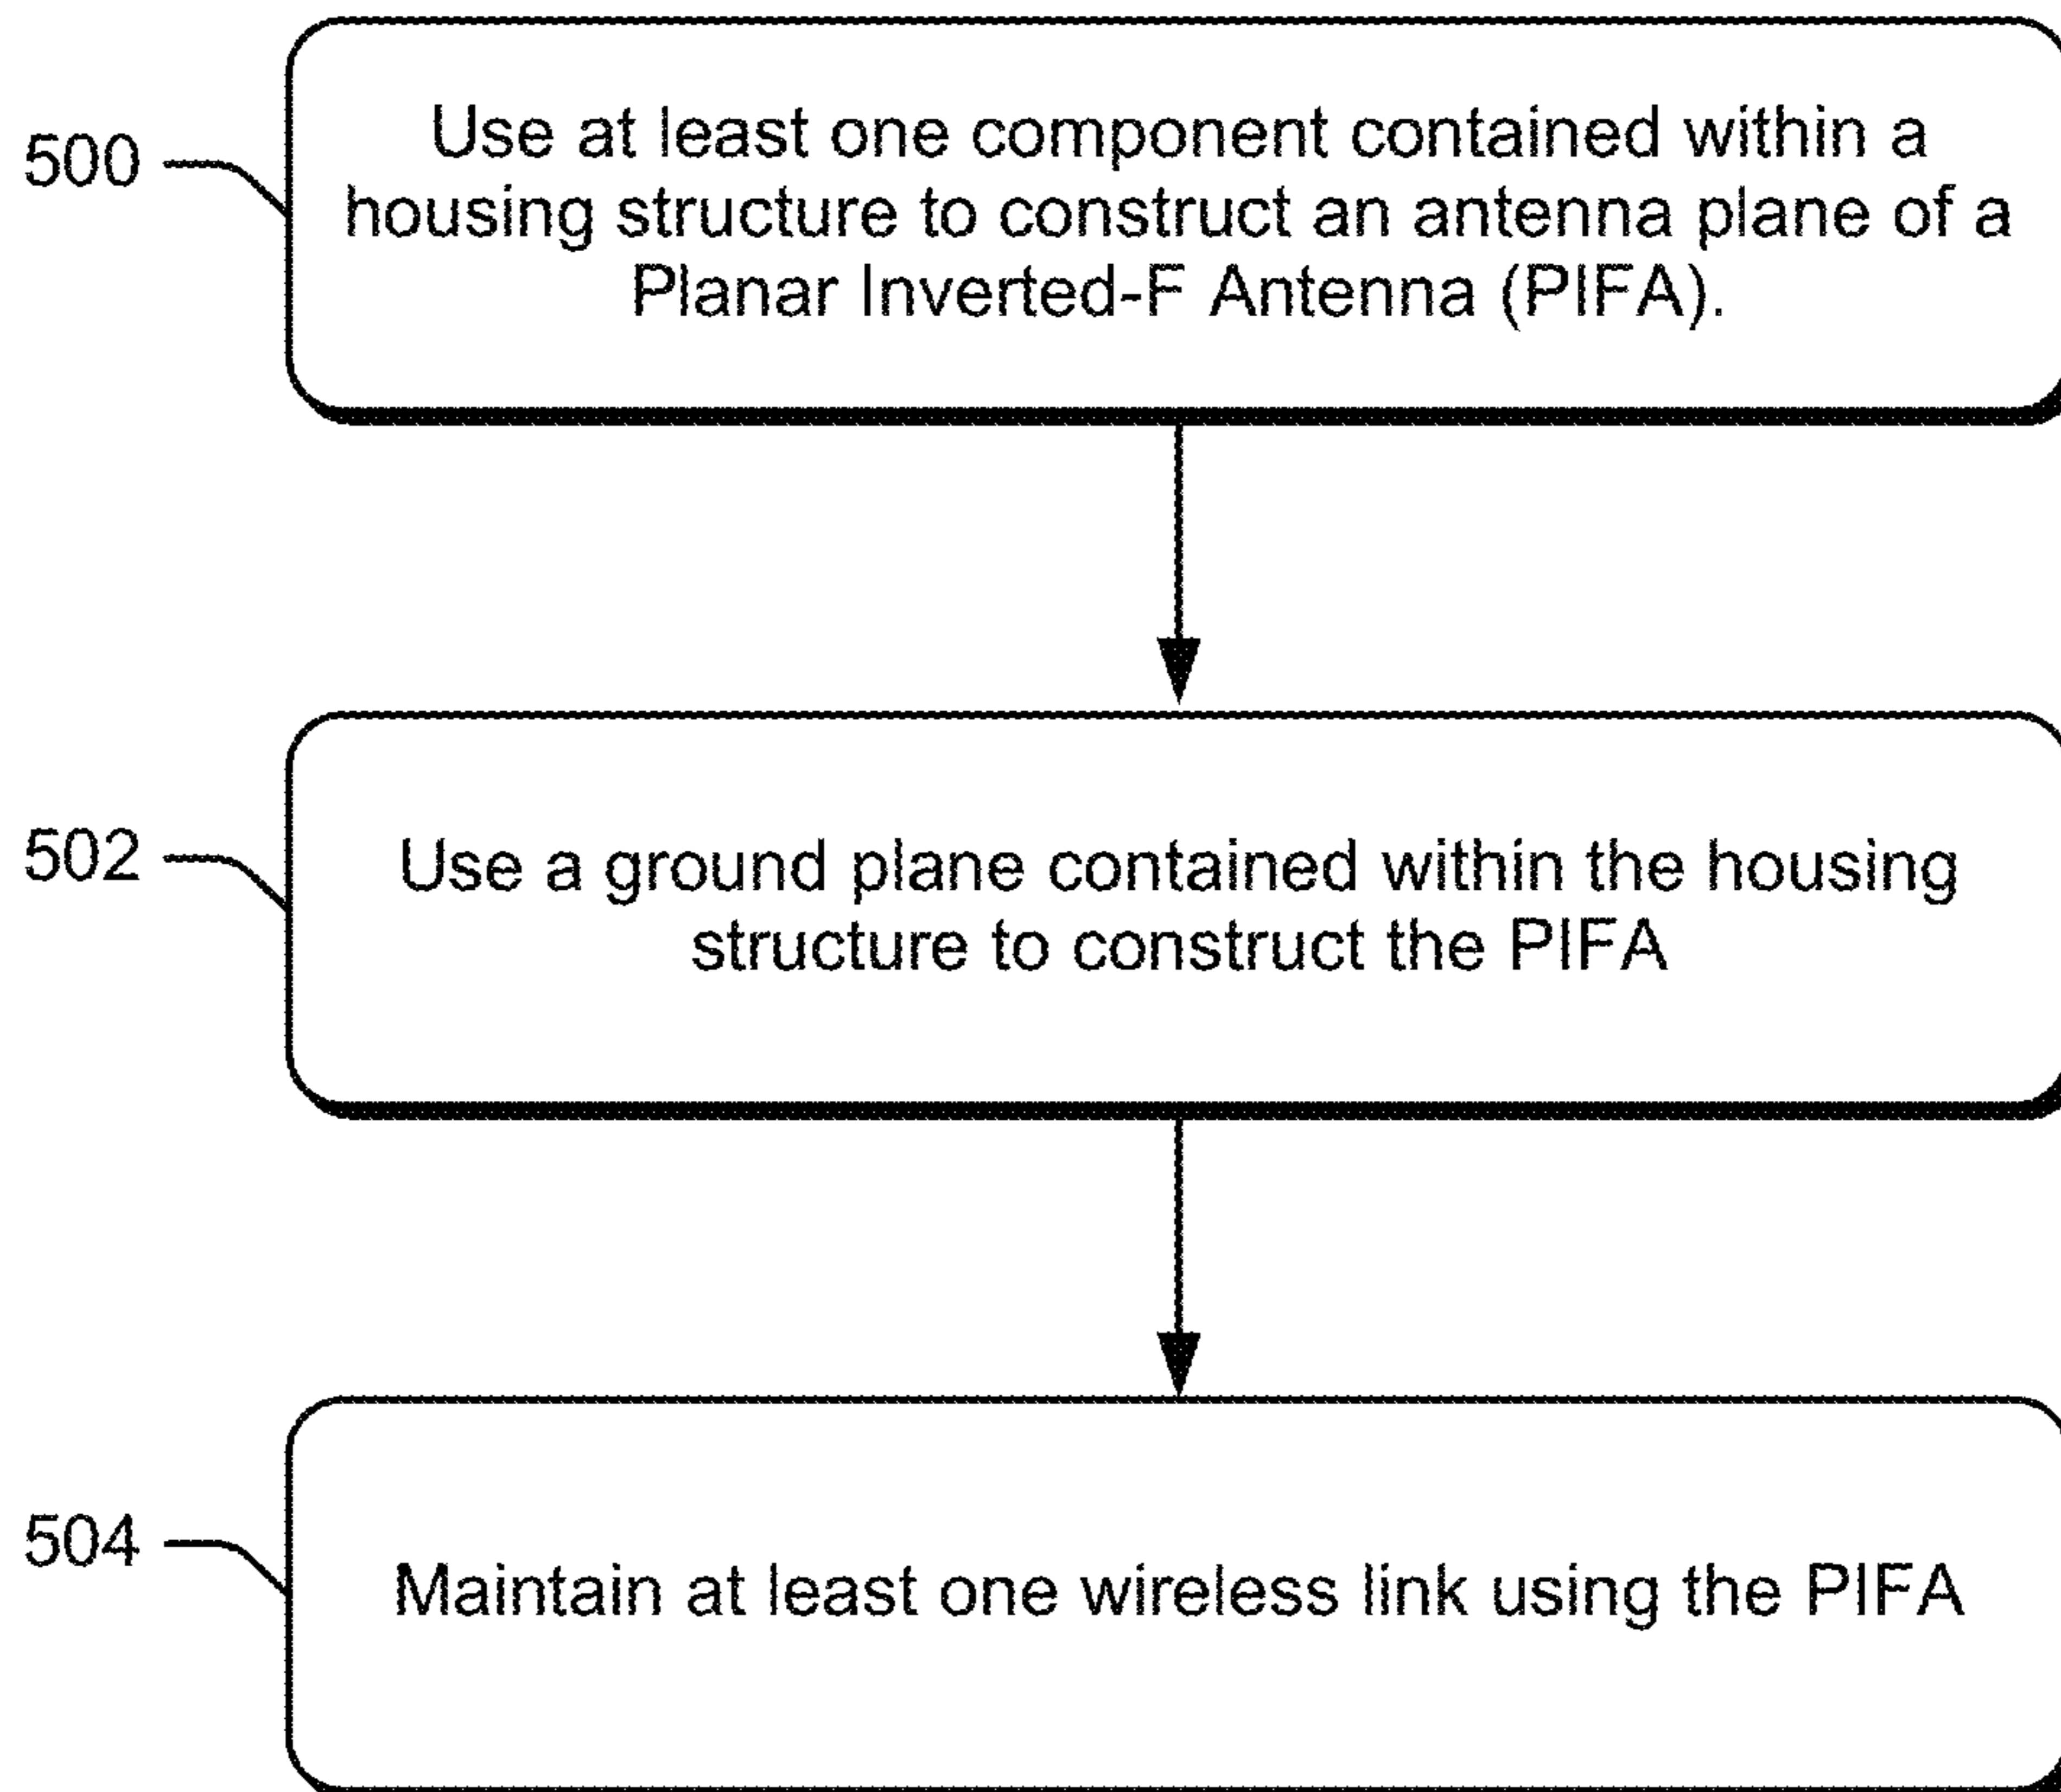 500
Use at least one component contained within a
housing structure to construct an antenna plane of a
Planar Inverted-F Antenna (PIFA).
502
Use a ground plane contained within the housing
structure to construct the PIFA
504
Maintain at least one wireless link using the PIFA